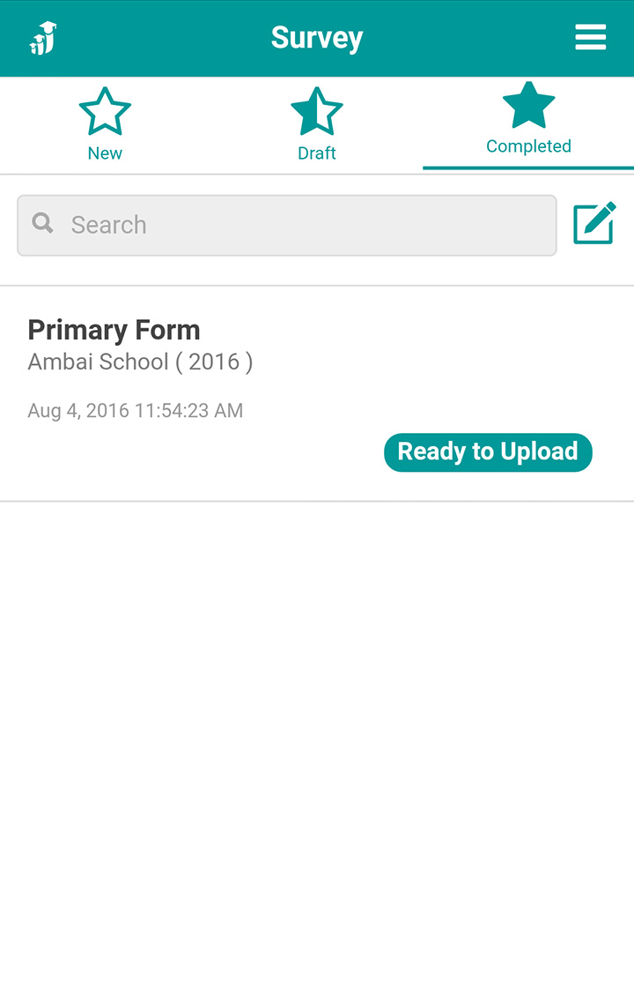 Survey
New
Draft
Completed
Search
Primary Form
Ambai School ( 2016 )
Aug 4, 2016 11:54:23 AM
Ready to Upload